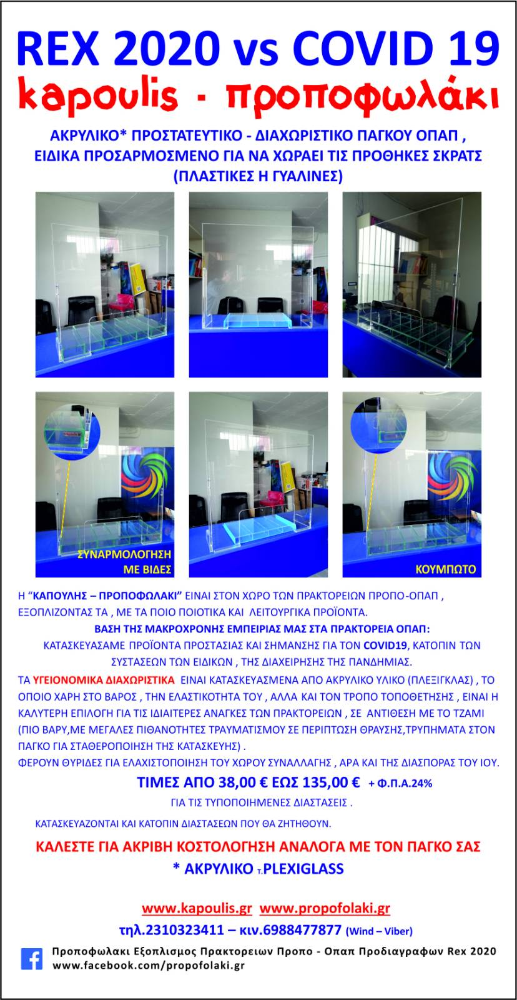 REX 2020 vs COVID 19
kapoulis - προποφωλάκι
ΑΚΡΥΛΙΚΟ* ΠΡΟΣΤΑΤΕΥΤΙΚΟ - ΔΙΑΧΩΡΙΣΤΙΚΟ ΠΑΓΚΟΥ ΟΠΑΠ ,
ΕΙΔΙΚΑ ΠΡΟΣΑΡΜΟΣΜΕΝΟ ΓΙΑ ΝΑ ΧΩΡΑΕΙ ΤΙΣ ΠΡΟΘΗΚΕΣ ΣΚΡΑΤΣ
(ΠΛΑΣΤΙΚΕΣ Η ΓΥΑΛΙΝΕΣ)
ΣΥΝΑΡΜΟΛΟΓΗΣΗ
ΜΕ ΒΙΔΕΣ
ΚΟΥΜΠΩΤΟ
Η “ΚΑΠΟΥΛΗΣ – ΠΡΟΠΟΦΩΛΑΚΙ” ΕΙΝΑΙ ΣΤΟΝ ΧΩΡΟ ΤΩΝ ΠΡΑΚΤΟΡΕΙΩΝ ΠΡΟΠΟ-ΟΠΑΠ ,
ΕΞΟΠΛΙΖΟΝΤΑΣ ΤΑ , ΜΕ ΤΑ ΠΟΙΟ ΠΟΙΟΤΙΚΑ ΚΑΙ ΛΕΙΤΟΥΡΓΙΚΑ ΠΡΟΪΟΝΤΑ.
ΒΑΣΗ ΤΗΣ ΜΑΚΡΟΧΡΟΝΗΣ ΕΜΠΕΙΡΙΑΣ ΜΑΣ ΣΤΑ ΠΡΑΚΤΟΡΕΙΑ ΟΠΑΠ:
ΚΑΤΑΣΚΕΥΑΣΑΜΕ ΠΡΟΪΟΝΤΑ ΠΡΟΣΤΑΣΙΑΣ ΚΑΙ ΣΗΜΑΝΣΗΣ ΓΙΑ ΤΟΝ COVID19, ΚΑΤΟΠΙΝ ΤΩΝ
ΣΥΣΤΑΣΕΩΝ ΤΩΝ ΕΙΔΙΚΩΝ , ΤΗΣ ΔΙΑΧΕΙΡΗΣΗΣ ΤΗΣ ΠΑΝΔΗΜΙΑΣ.
ΤΑ ΥΓΕΙΟΝΟΜΙΚΑ ΔΙΑΧΩΡΙΣΤΙΚΑ ΕΙΝΑΙ ΚΑΤΑΣΚΕΥΑΣΜΕΝΑ ΑΠΟ ΑΚΡΥΛΙΚΟ ΥΛΙΚΟ (ΠΛΕΞΙΓΚΛΑΣ) , ΤΟ
ΟΠΟΙΟ ΧΑΡΗ ΣΤΟ ΒΑΡΟΣ , ΤΗΝ ΕΛΑΣΤΙΚΟΤΗΤΑ ΤΟΥ , ΑΛΛΑ ΚΑΙ ΤΟΝ ΤΡΟΠΟ ΤΟΠΟΘΕΤΗΣΗΣ , ΕΙΝΑΙ Η
ΚΑΛΥΤΕΡΗ ΕΠΙΛΟΓΗ ΓΙΑ ΤΙΣ ΙΔΙΑΙΤΕΡΕΣ ΑΝΑΓΚΕΣ ΤΩΝ ΠΡΑΚΤΟΡΕΙΩΝ , ΣΕ ΑΝΤΙΘΕΣΗ ΜΕ ΤΟ ΤΖΑΜΙ
(ΠΙΟ ΒΑΡΥ,ΜΕ ΜΕΓΑΛΕΣ ΠΙΘΑΝΟΤΗΤΕΣ ΤΡΑΥΜΑΤΙΣΜΟΥ ΣΕ ΠΕΡΙΠΤΩΣΗ ΘΡΑΥΣΗΣ,ΤΡΥΠΗΜΑΤΑ ΣΤΟΝ
ΠΑΓΚΟ ΓΙΑ ΣΤΑΘΕΡΟΠΟΙΗΣΗ ΤΗΣ ΚΑΤΑΣΚΕΥΗΣ) .
ΦΕΡΟΥΝ ΘΥΡΙΔΕΣ ΓΙΑ ΕΛΑΧΙΣΤΟΠΟΙΗΣΗ ΤΟΥ ΧΩΡΟΥ ΣΥΝΑΛΛΑΓΗΣ , ΑΡΑ ΚΑΙ ΤΗΣ ΔΙΑΣΠΟΡΑΣ ΤΟΥ ΙΟΥ.
ΤΙΜΕΣ ΑΠΟ 38,00 € ΕΩΣ 135,00 € + Φ.Π.Α.24%
ΓΙΑ ΤΙΣ ΤΥΠΟΠΟΙΗΜΕΝΕΣ ΔΙΑΣΤΑΣΕΙΣ .
ΚΑΤΑΣΚΕΥΑΖΟΝΤΑΙ ΚΑΙ ΚΑΤΟΠΙΝ ΔΙΑΣΤΑΣΕΩΝ ΠΟΥ ΘΑ ΖΗΤΗΘΟΥΝ.
ΚΑΛΕΣΤΕ ΓΙΑ ΑΚΡΙΒΗ ΚΟΣΤΟΛΟΓΗΣΗ ΑΝΑΛΟΓΑ ΜΕ ΤΟΝ ΠΑΓΚΟ ΣΑΣ
* ΑΚΡΥΛΙΚΟ τ.PLEXIGLASS
www.kapoulis.gr www.propofolaki.gr
τηλ.2310323411 – κιν.6988477877 (Wind – Viber)
Προποφωλακι Εξοπλισμος Πρακτορειων Προπο - Οπαπ Προδιαγραφων Rex 2020
www.facebook.com/propofolaki.gr